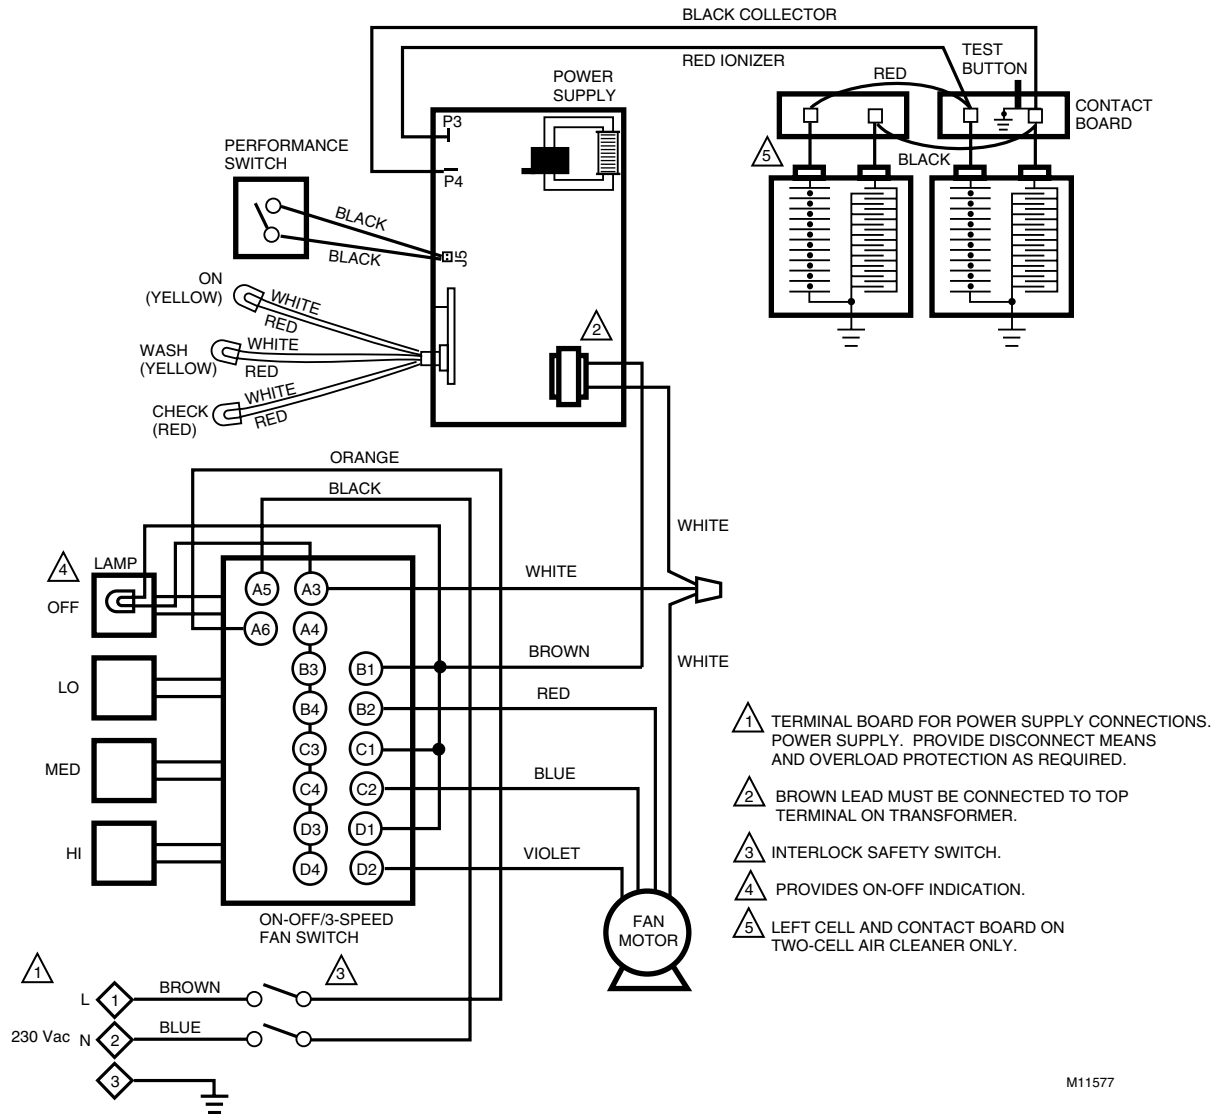 BLACK COLLECTOR
RED IONIZER
TEST
BUTTON
RED
POWER
SUPPLY
CONTACT
BOARD
P3
PERFORMANCE
SWITCH
5
BLACK
P4
BLACK
BLACK
J5
ON
(YELLOW)
WHITE
RED
2
WASH
(YELLOW)
WHITE
RED
CHECK
(RED)
WHITE
RED
ORANGE
BLACK
WHITE
4
LAMP
OFF
A5
A3
WHITE
A6
A4
BROWN
WHITE
B3
B1
LO
RED
B4
B2
C3
C1
MED
BLUE
C4
C2
D3
D1
HI
VIOLET
D4
D2
ON-OFF/3-SPEED
FAN SWITCH
FAN
MOTOR
1 TERMINAL BOARD FOR POWER SUPPLY CONNECTIONS.
POWER SUPPLY. PROVIDE DISCONNECT MEANS
AND OVERLOAD PROTECTION AS REQUIRED.
2 BROWN LEAD MUST BE CONNECTED TO TOP
TERMINAL ON TRANSFORMER.
3 INTERLOCK SAFETY SWITCH.
4 PROVIDES ON-OFF INDICATION.
5 LEFT CELL AND CONTACT BOARD ON
TWO-CELL AIR CLEANER ONLY.
1
3
L 1 BROWN
230 Vac N 2 BLUE
3
M11577